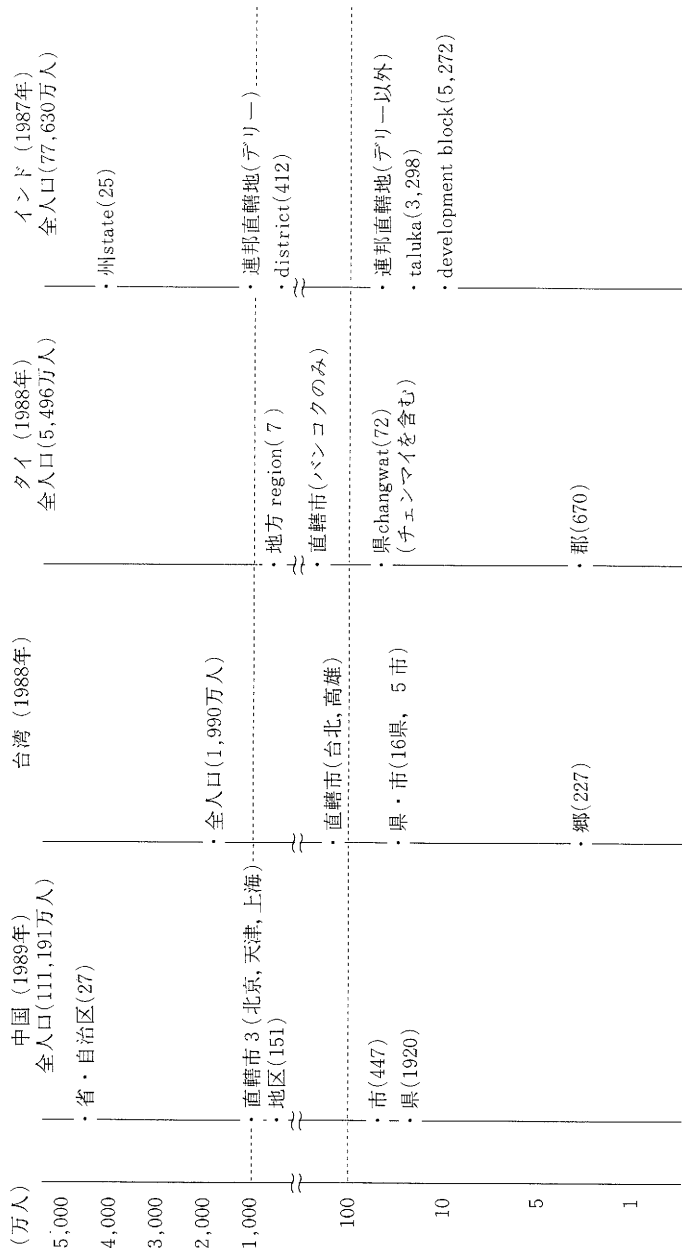 (万人)
5,000
4,000
3,000
2,000
1,000
100
10
5
1
中国 (1989年)
全人口(111,191万人)
・省・自治区(27)
・直轄市3 (北京, 天津, 上海)
・地区(151)
・市(447)
・県(1920)
台湾 (1988年)
・全人口(1,990万人)
・直轄市(台北, 高雄)
・県・市(16県, 5市)
・郷(227)
タイ (1988年)
全人口(5,496万人)
・地方 region(7)
・直轄市(バンコクのみ)
・県changwat(72)
(チェンマイを含む)
・郡(670)
インド (1987年)
全人口(77,630万人)
・州state(25)
・連邦直轄地(デリー)
・district(412)
・連邦直轄地(デリー以外)
・taluka(3,298)
・development block(5,272)